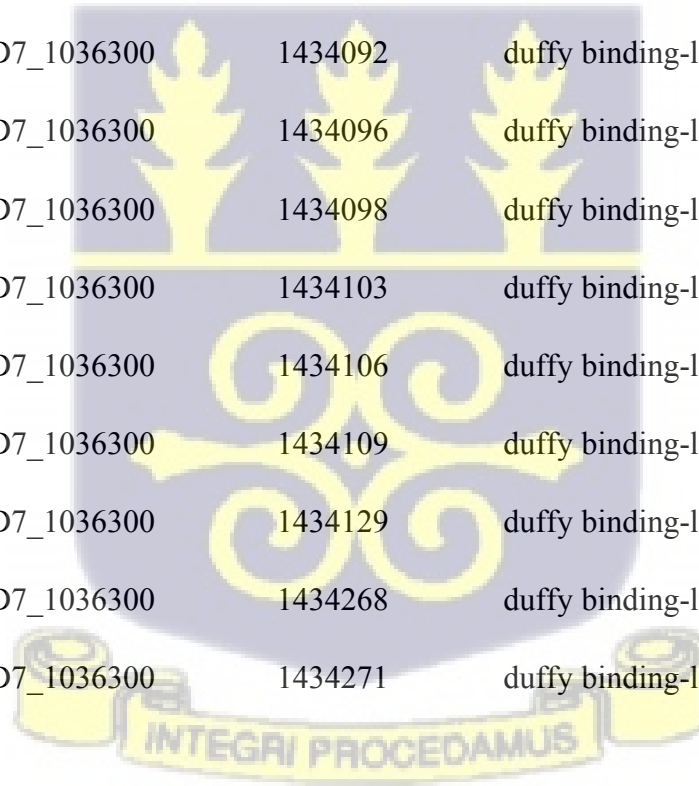 D7_1036300 1434092 duffy binding-l
D7_1036300 1434096 duffy binding-l
D7_1036300 1434098 duffy binding-l
D7_1036300 1434103 duffy binding-l
D7_1036300 1434106 duffy binding-l
D7_1036300 1434109 duffy binding-l
D7_1036300 1434129 duffy binding-l
D7_1036300 1434268 duffy binding-l
D7_1036300 1434271 duffy binding-l
INTEGRI PROCEDAMUS